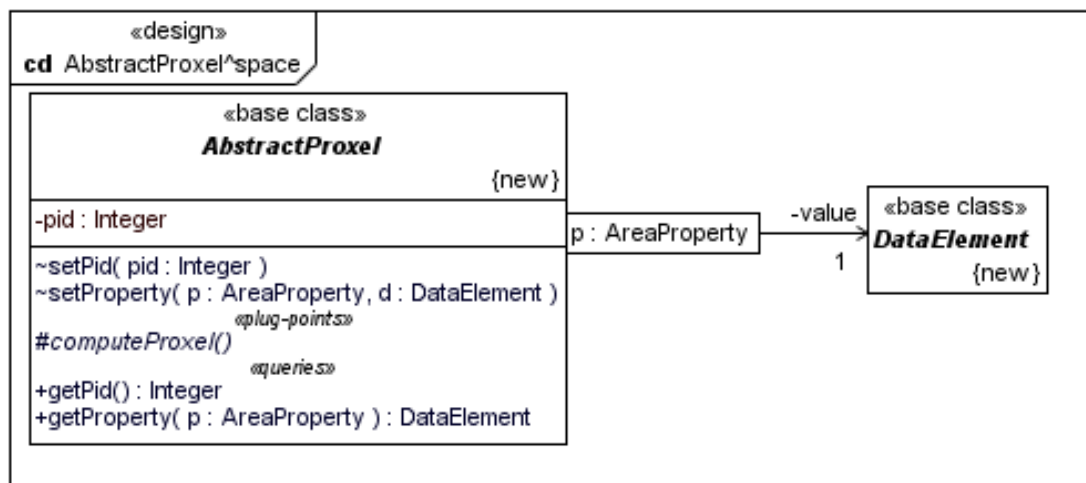 «design»
cd AbstractProxel^space
«base class»
AbstractProxel
{new}
-pid : Integer
~setPid( pid : Integer )
~setProperty( p : AreaProperty, d : DataElement )
«plug-points»
#computeProxel()
«queries»
+getPid() : Integer
+getProperty( p : AreaProperty ) : DataElement
p : AreaProperty
-value
1
«base class»
DataElement
{new}